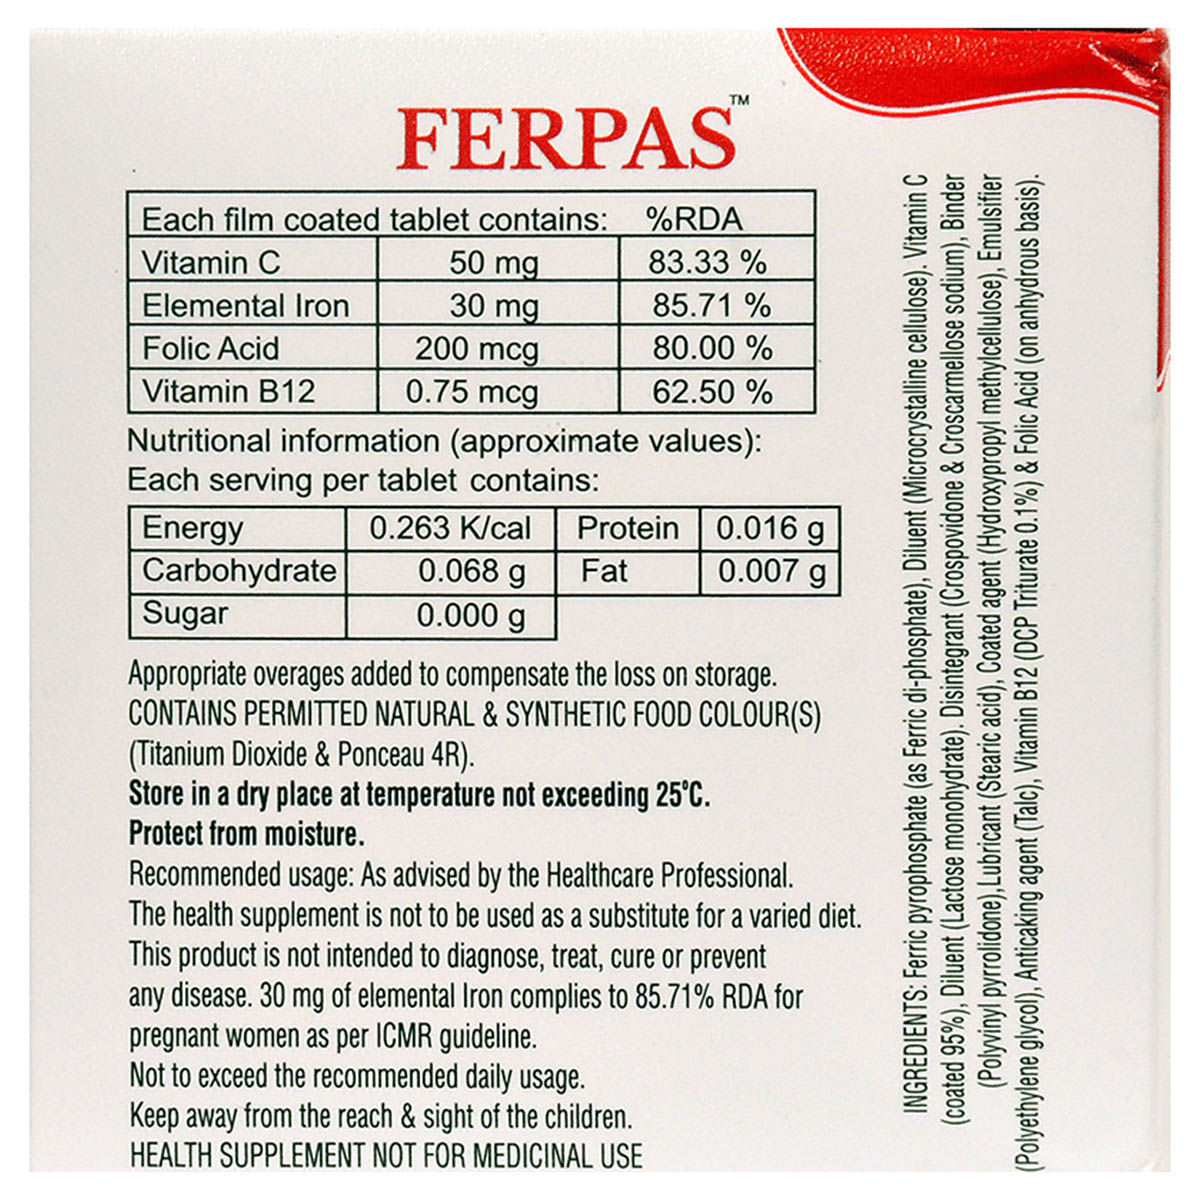 FERPAS™
Each film coated tablet contains: %RDA
Vitamin C 50 mg 83.33 %
Elemental Iron 30 mg 85.71 %
Folic Acid 200 mcg 80.00 %
Vitamin B12 0.75 mcg 62.50 %
Nutritional information (approximate values):
Each serving per tablet contains:
Energy 0.263 K/cal Protein 0.016 g
Carbohydrate 0.068 g Fat 0.007 g
Sugar 0.000 g
Appropriate overages added to compensate the loss on storage.
CONTAINS PERMITTED NATURAL & SYNTHETIC FOOD COLOUR(S)
(Titanium Dioxide & Ponceau 4R).
Store in a dry place at temperature not exceeding 25°C.
Protect from moisture.
Recommended usage: As advised by the Healthcare Professional.
The health supplement is not to be used as a substitute for a varied diet.
This product is not intended to diagnose, treat, cure or prevent
any disease. 30 mg of elemental Iron complies to 85.71% RDA for
pregnant women as per ICMR guideline.
Not to exceed the recommended daily usage.
Keep away from the reach & sight of the children.
HEALTH SUPPLEMENT NOT FOR MEDICINAL USE
INGREDIENTS: Ferric pyrophosphate (as Ferric di-phosphate), Diluent (Microcrystalline cellulose), Vitamin C
(coated 95%), Diluent (Lactose monohydrate). Disintegrant (Crospovidone & Croscarmellose sodium), Binder
(Polyvinyl pyrrolidone), Lubricant (Stearic acid), Coated agent (Hydroxypropyl methylcellulose), Emulsifier
(Polyethylene glycol), Anticaking agent (Talc), Vitamin B12 (DCP Triturate 0.1%) & Folic Acid (on anhydrous basis).